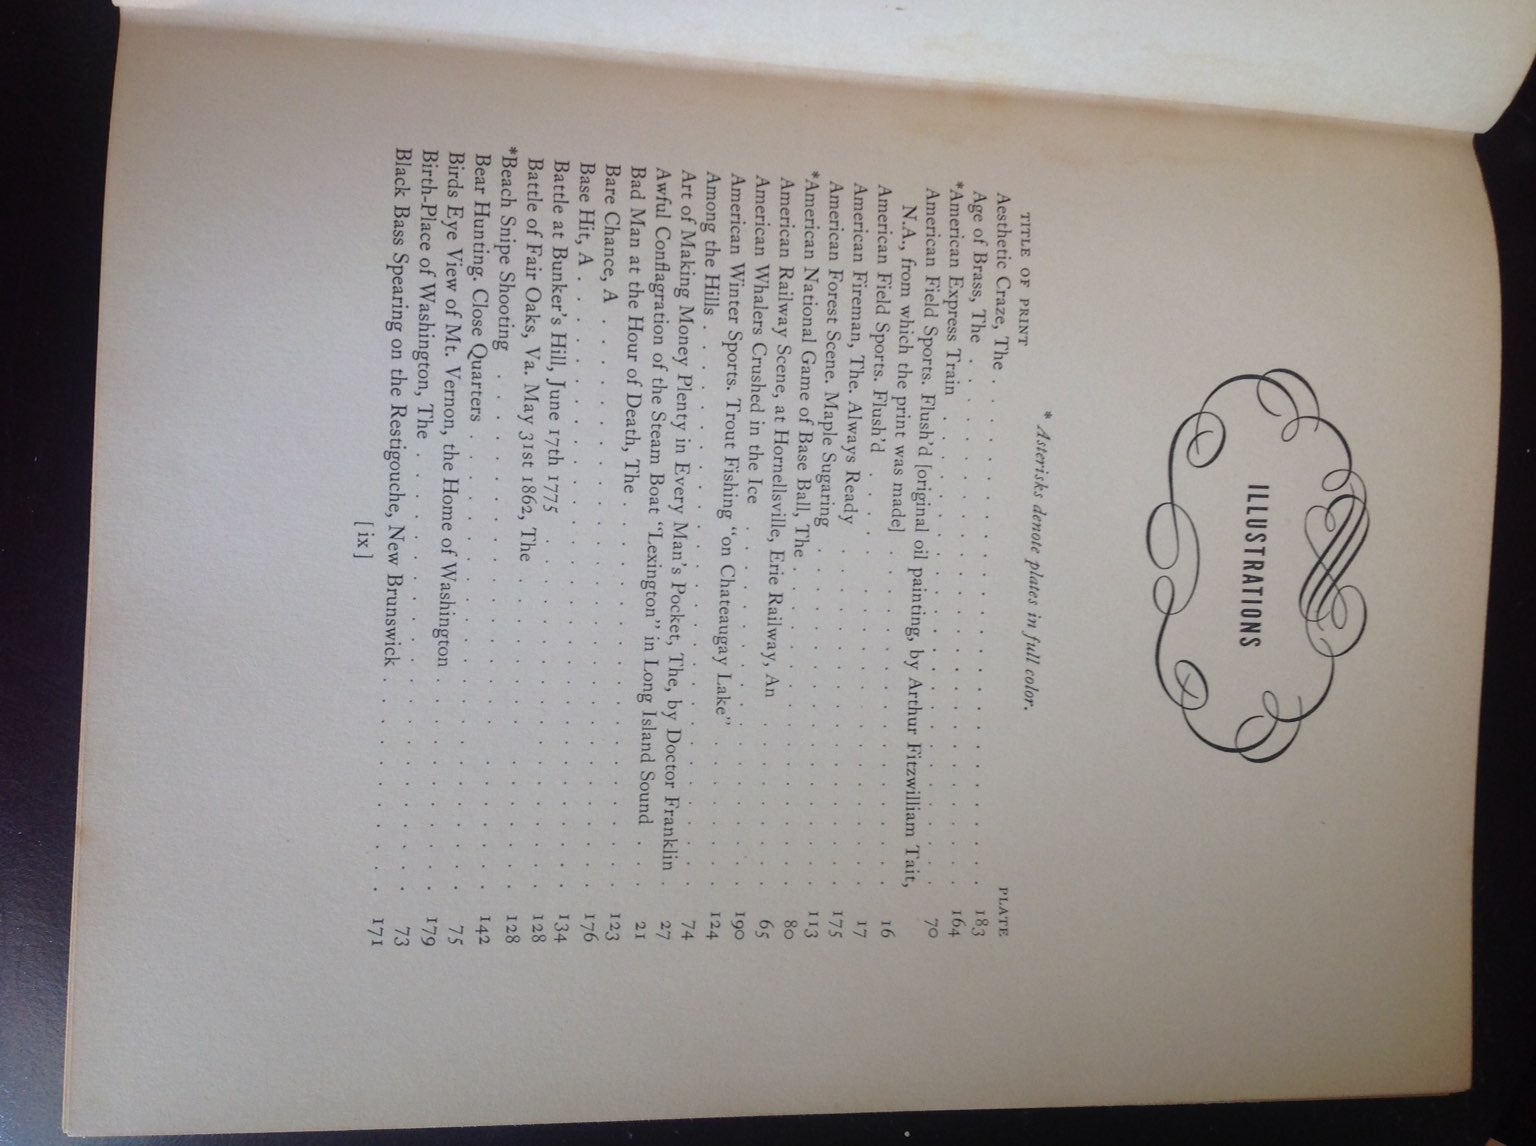 ILLUSTRATIONS
* Asterisks denote plates in full color.
TITLE OF PRINT PLATE
Aesthetic Craze, The . . . . . . . . . . . . . . . . . . . 183
Age of Brass, The . . . . . . . . . . . . . . . . . . . . 164
*American Express Train . . . . . . . . . . . . . . . . . . 70
American Field Sports. Flush'd [original oil painting, by Arthur Fitzwilliam Tait,
N.A., from which the print was made] . . . . . . . . . . . . 16
American Field Sports. Flush'd . . . . . . . . . . . . . . . 17
American Fireman, The. Always Ready . . . . . . . . . . . . 175
American Forest Scene. Maple Sugaring . . . . . . . . . . . 113
*American National Game of Base Ball, The . . . . . . . . . . 80
American Railway Scene, at Hornellsville, Erie Railway, An . . . . . . . 65
American Whalers Crushed in the Ice . . . . . . . . . . . . 190
American Winter Sports. Trout Fishing "on Chateaugay Lake" . . . . . . 124
Among the Hills . . . . . . . . . . . . . . . . . . . . . 74
Art of Making Money Plenty in Every Man's Pocket, The, by Doctor Franklin . 27
Awful Conflagration of the Steam Boat "Lexington" in Long Island Sound . . 21
Bad Man at the Hour of Death, The . . . . . . . . . . . . . 123
Bare Chance, A . . . . . . . . . . . . . . . . . . . . . 176
Base Hit, A . . . . . . . . . . . . . . . . . . . . . . . 134
Battle at Bunker's Hill, June 17th 1775 . . . . . . . . . . . . 128
Battle of Fair Oaks, Va. May 31st 1862, The . . . . . . . . . . 128
*Beach Snipe Shooting . . . . . . . . . . . . . . . . . . . 142
Bear Hunting. Close Quarters . . . . . . . . . . . . . . . . 75
Birds Eye View of Mt. Vernon, the Home of Washington . . . . . . . 179
Birth-Place of Washington, The . . . . . . . . . . . . . . . 73
Black Bass Spearing on the Restigouche, New Brunswick . . . . . . . 171
[ ix ]